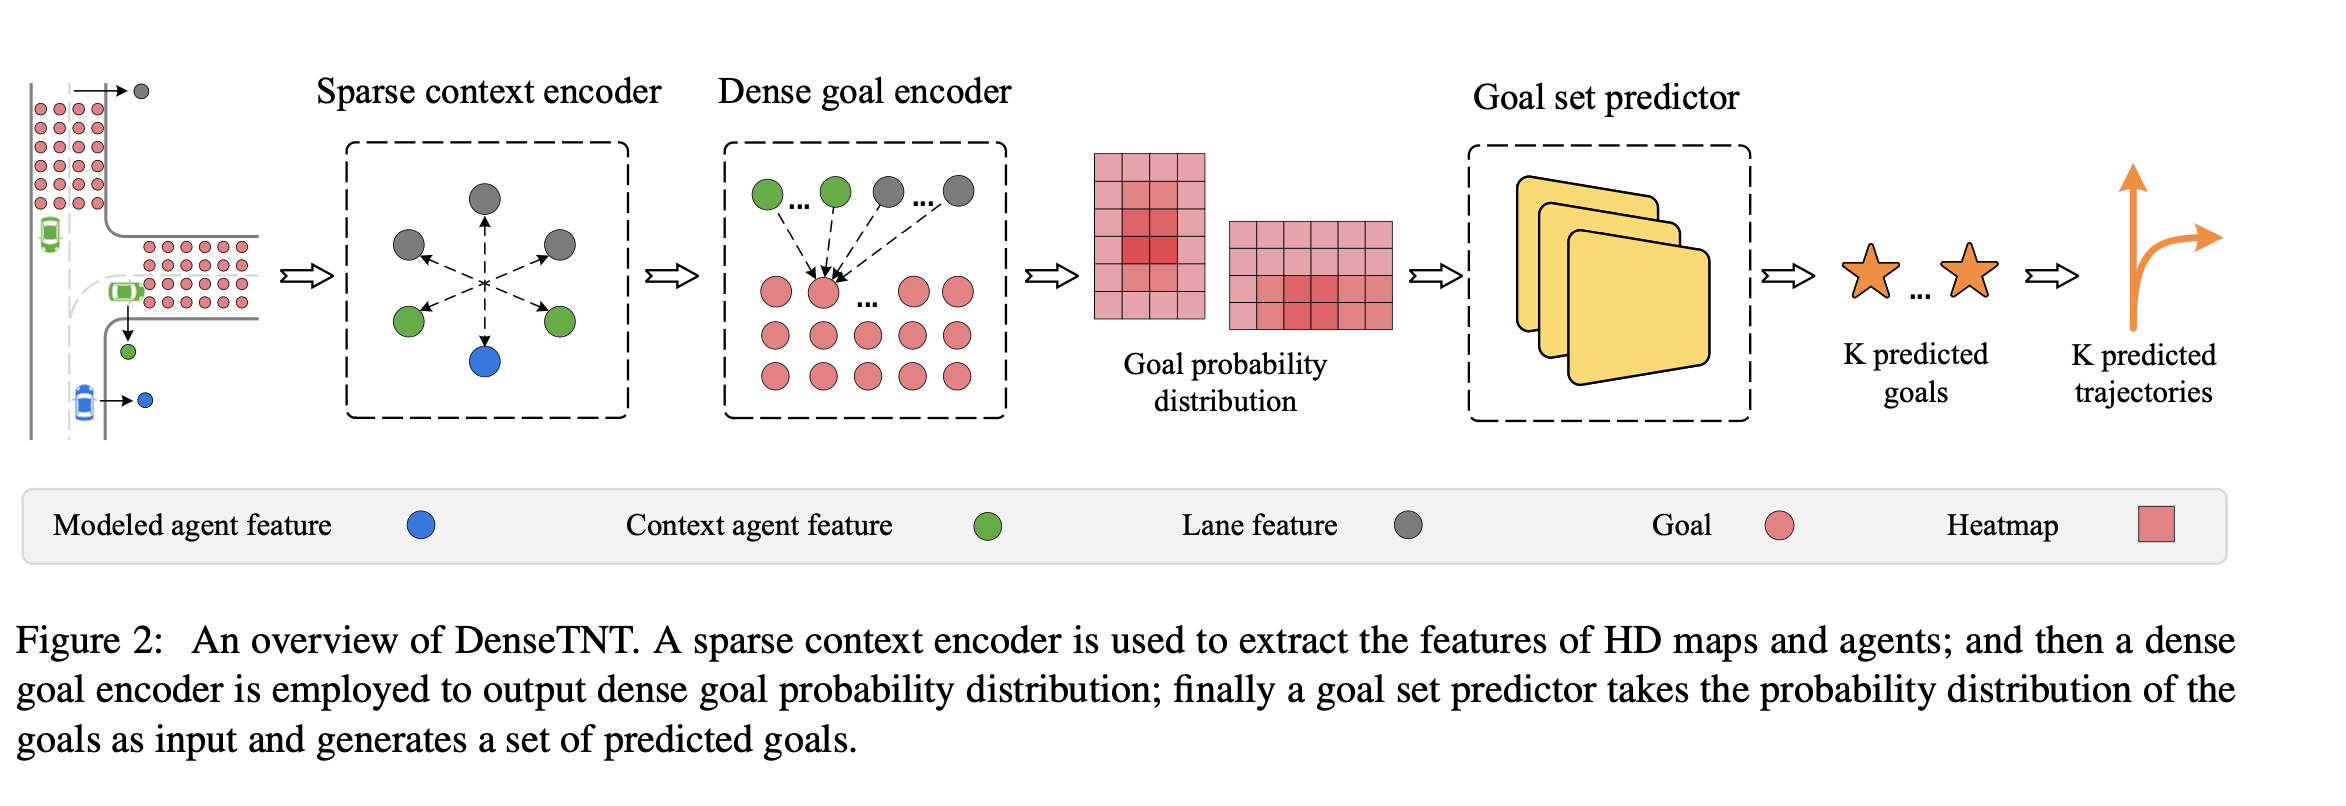 Sparse context encoder
Dense goal encoder
Goal set predictor
...
...
...
Goal probability
distribution
...
K predicted
goals
K predicted
trajectories
Modeled agent feature
Context agent feature
Lane feature
Goal
Heatmap
Figure 2: An overview of DenseTNT. A sparse context encoder is used to extract the features of HD maps and agents; and then a dense
goal encoder is employed to output dense goal probability distribution; finally a goal set predictor takes the probability distribution of the
goals as input and generates a set of predicted goals.